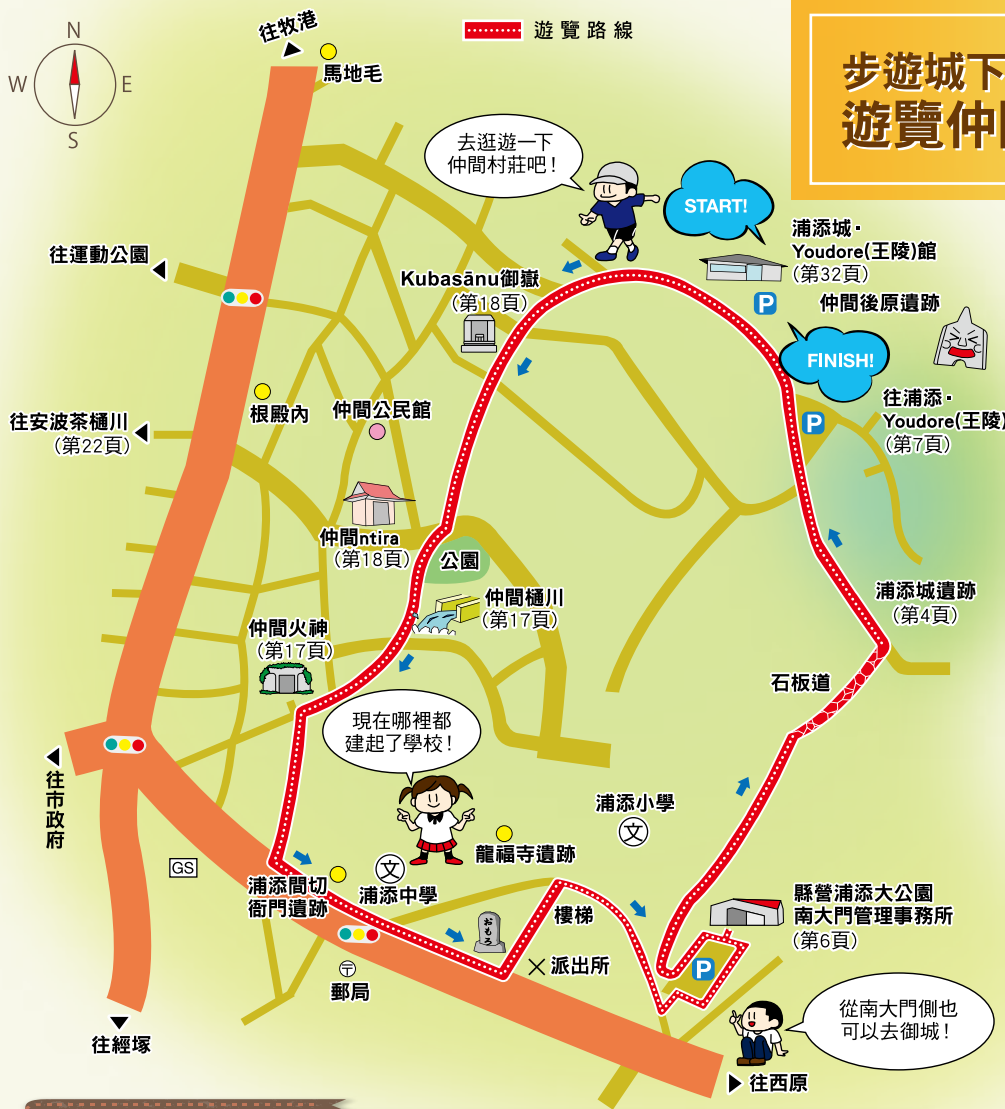 N
W
E
S
往牧港
馬地毛
遊覽路線
步遊城下
遊覽仲間
去逛遊一下
仲間村莊吧！
START!
浦添城・
Youdore(王陵)館
(第32頁)
往運動公園
Kubasānu御嶽
(第18頁)
P
仲間後原遺跡
FINISH!
根殿內
仲間公民館
往浦添・
Youdore(王陵)
(第7頁)
P
往安波茶樋川
(第22頁)
仲間ntira
(第18頁)
公園
仲間樋川
(第17頁)
浦添城遺跡
(第4頁)
仲間火神
(第17頁)
石板道
現在哪裡都
建起了學校！
往市政府
浦添小學
文
GS
龍福寺遺跡
浦添間切
衙門遺跡
文
浦添中學
縣營浦添大公園
南大門管理事務所
(第6頁)
おもろ
樓梯
派出所
P
〒
郵局
從南大門側也
可以去御城！
往經塚
往西原